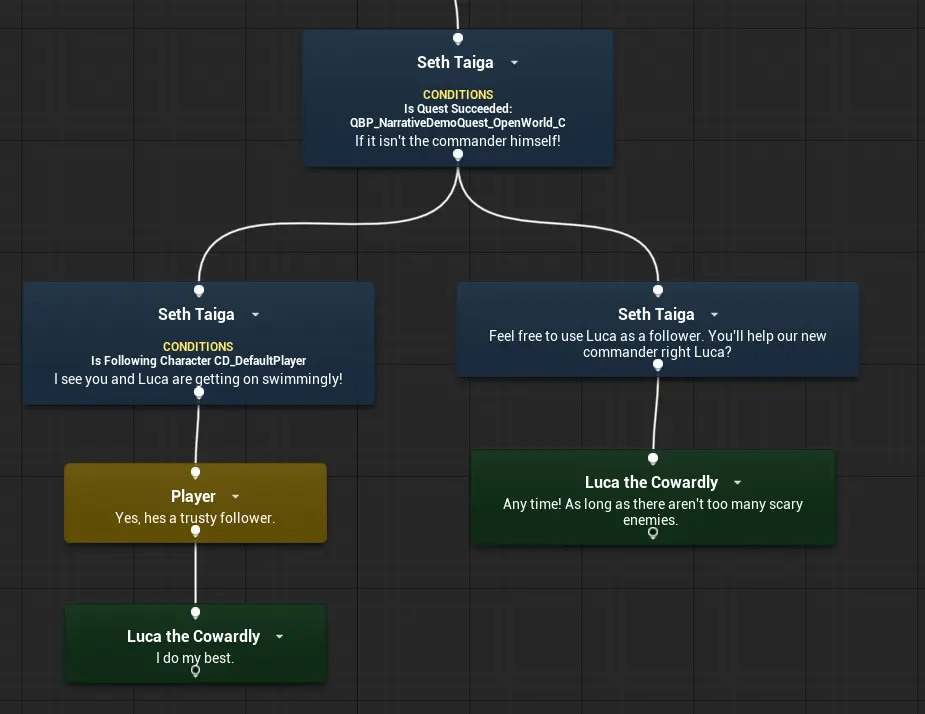 Seth Taiga
CONDITIONS
Is Quest Succeeded:
QBP_NarrativeDemoQuest_OpenWorld_C
If it isn't the commander himself!
Seth Taiga
CONDITIONS
Is Following Character CD_DefaultPlayer
I see you and Luca are getting on swimmingly!
Seth Taiga
Feel free to use Luca as a follower. You'll help our new
commander right Luca?
Player
Yes, hes a trusty follower.
Luca the Cowardly
Any time! As long as there aren't too many scary
enemies.
Luca the Cowardly
I do my best.